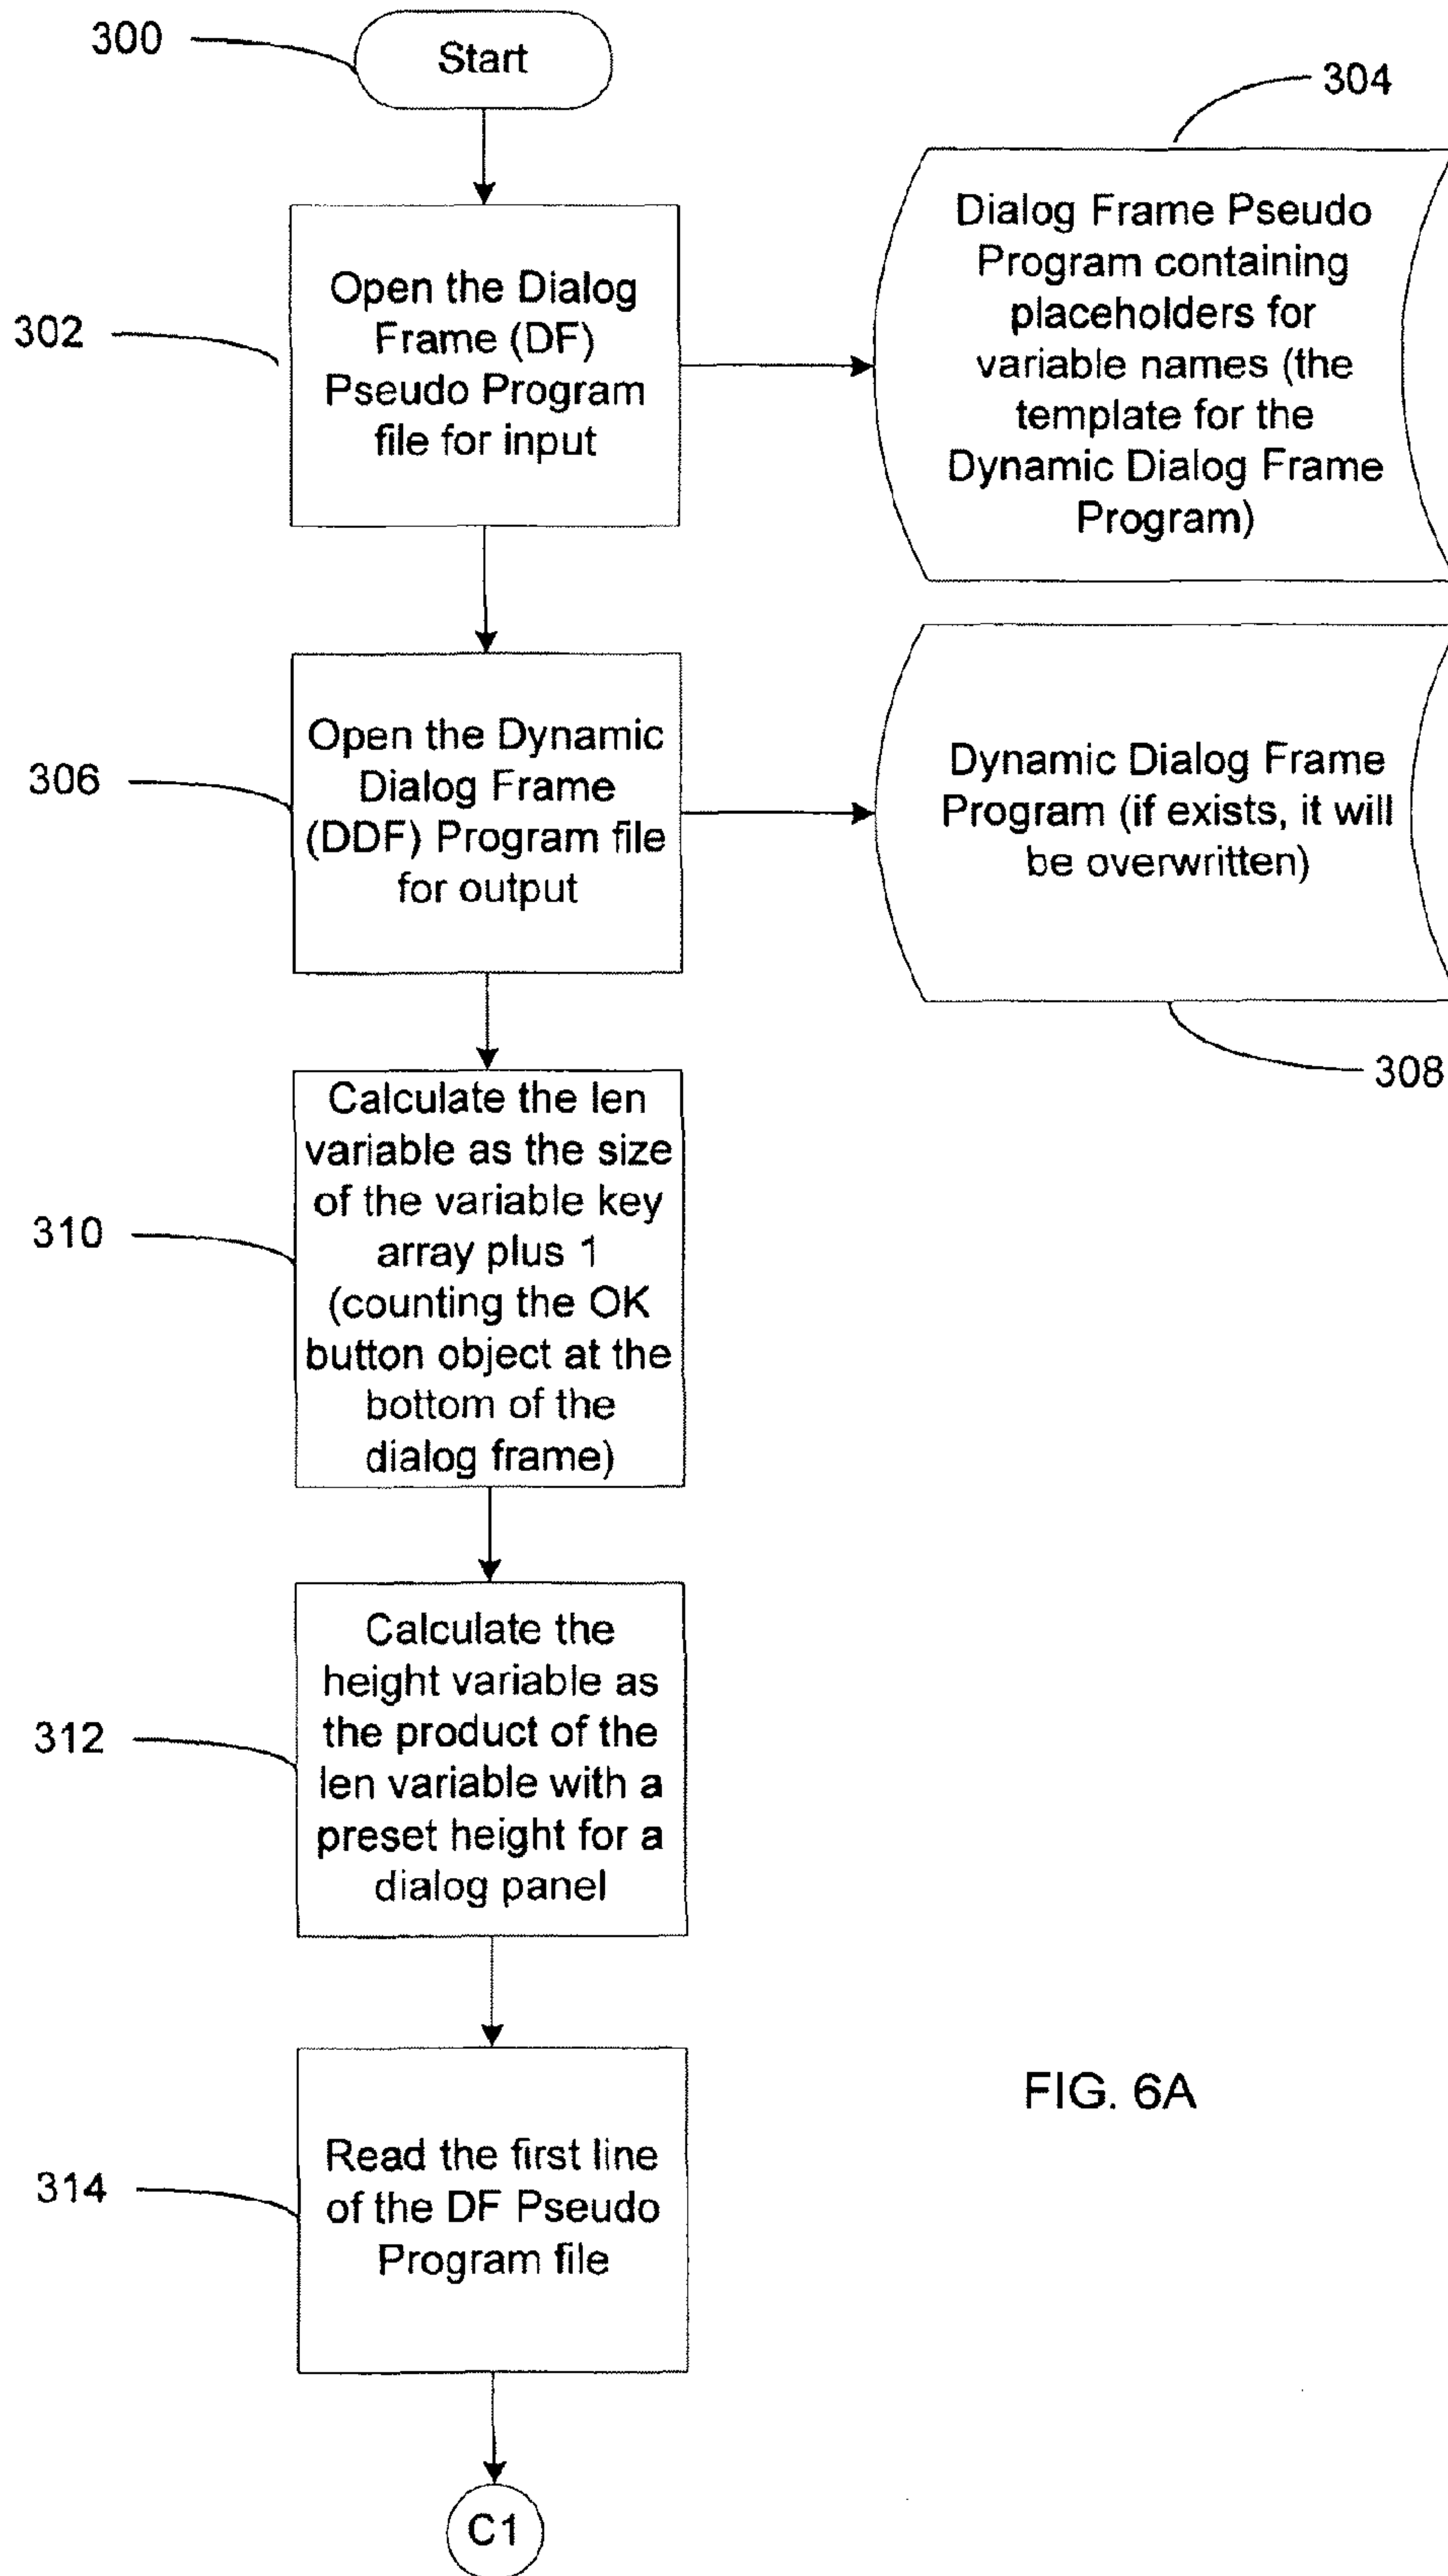 300
Start
304
Dialog Frame Pseudo
Program containing
placeholders for
variable names (the
template for the
Dynamic Dialog Frame
Program)
302
Open the Dialog
Frame (DF)
Pseudo Program
file for input
306
Open the Dynamic
Dialog Frame
(DDF) Program file
for output
Dynamic Dialog Frame
Program (if exists, it will
be overwritten)
308
310
Calculate the len
variable as the size
of the variable key
array plus 1
(counting the OK
button object at the
bottom of the
dialog frame)
312
Calculate the
height variable as
the product of the
len variable with a
preset height for a
dialog panel
314
Read the first line
of the DF Pseudo
Program file
FIG. 6A
C1